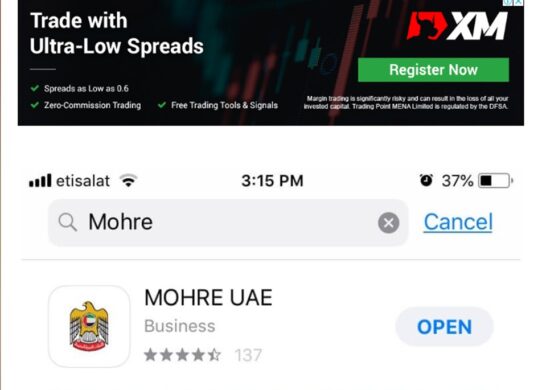 Trade with
Ultra-Low Spreads
XM
Register Now
Spreads as Low as 0.6
Zero-Commission Trading
Free Trading Tools & Signals
Margin trading is significantly risky and can result in the loss of all your
invested capital. Trading Point MENA Limited is regulated by the DFSA.
etisalat
3:15 PM
37%
Mohre
Cancel
MOHRE UAE
Business
137
OPEN